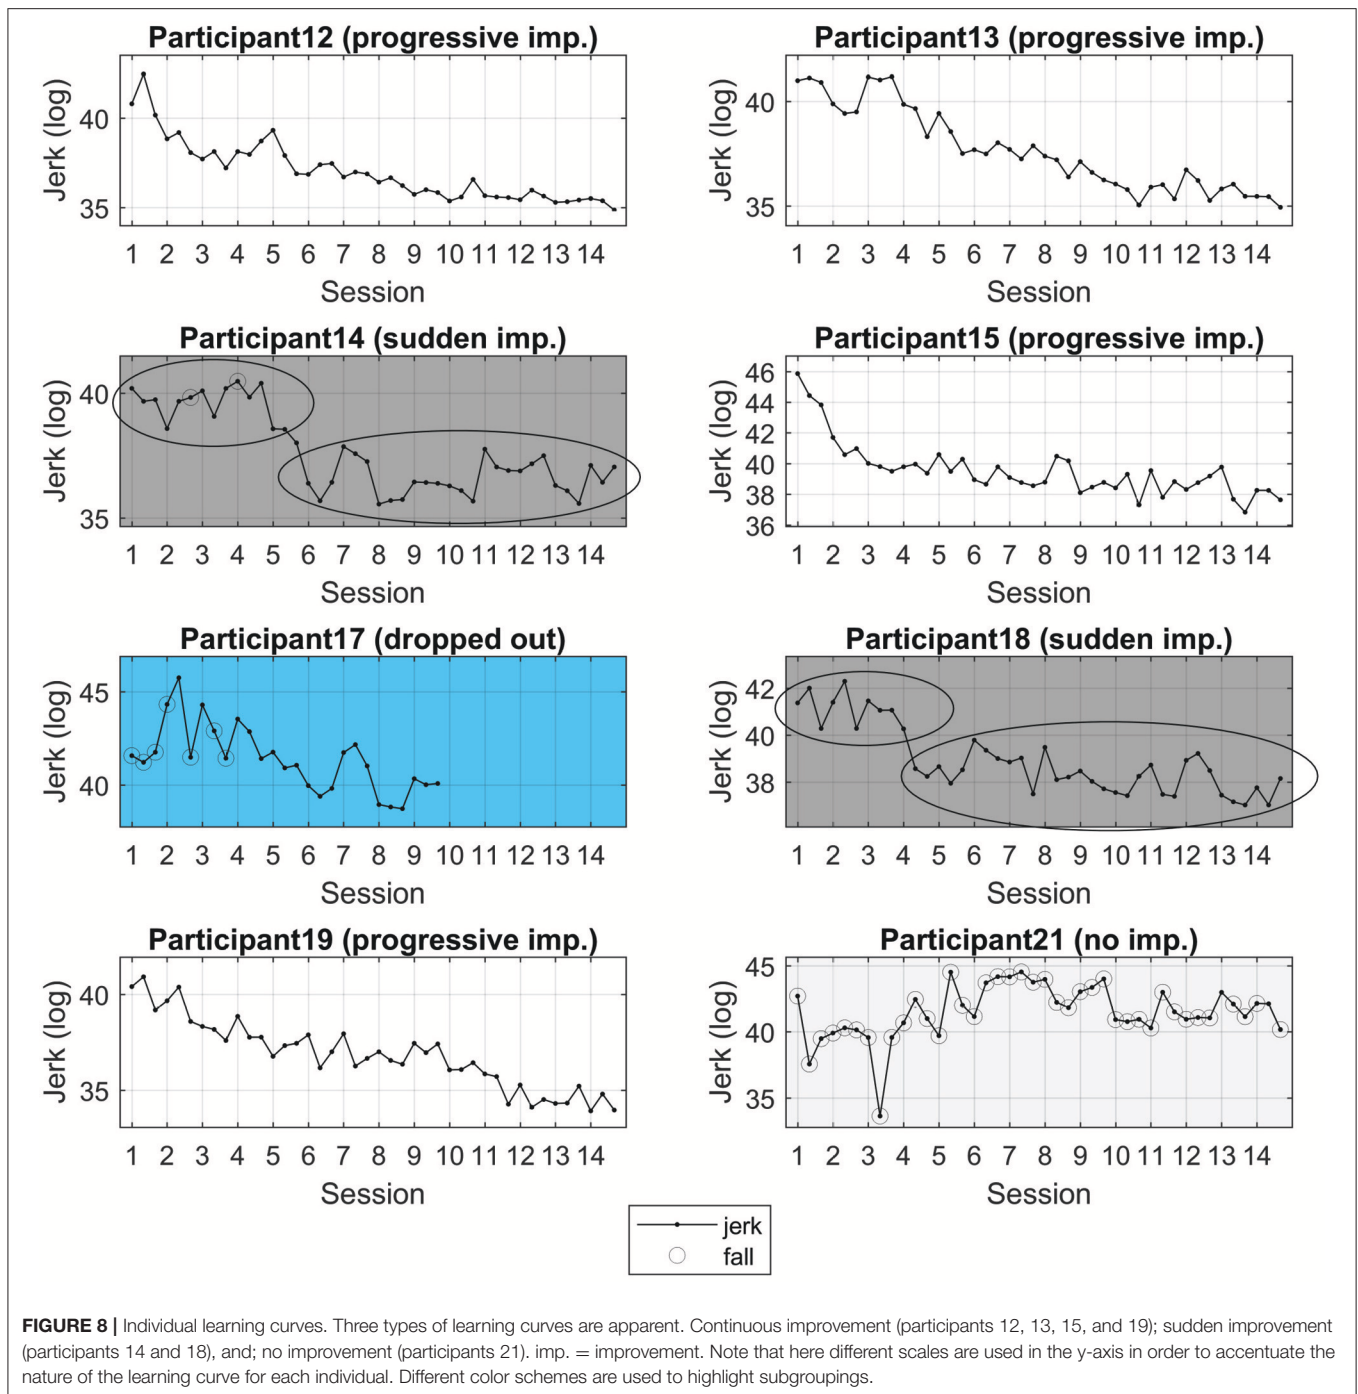 Participant12 (progressive imp.)
Jerk (log)
40
35
1 2 3 4 5 6 7 8 9 10 11 12 13 14
Session
Participant13 (progressive imp.)
Jerk (log)
40
35
1 2 3 4 5 6 7 8 9 10 11 12 13 14
Session
Participant14 (sudden imp.)
Jerk (log)
40
35
1 2 3 4 5 6 7 8 9 10 11 12 13 14
Session
Participant15 (progressive imp.)
Jerk (log)
46
44
42
40
38
36
1 2 3 4 5 6 7 8 9 10 11 12 13 14
Session
Participant17 (dropped out)
Jerk (log)
45
40
1 2 3 4 5 6 7 8 9 10 11 12 13 14
Session
Participant18 (sudden imp.)
Jerk (log)
42
40
38
1 2 3 4 5 6 7 8 9 10 11 12 13 14
Session
Participant19 (progressive imp.)
Jerk (log)
40
35
1 2 3 4 5 6 7 8 9 10 11 12 13 14
Session
Participant21 (no imp.)
Jerk (log)
45
40
35
1 2 3 4 5 6 7 8 9 10 11 12 13 14
Session
jerk
fall
FIGURE 8 | Individual learning curves. Three types of learning curves are apparent. Continuous improvement (participants 12, 13, 15, and 19); sudden improvement
(participants 14 and 18), and; no improvement (participants 21). imp. = improvement. Note that here different scales are used in the y-axis in order to accentuate the
nature of the learning curve for each individual. Different color schemes are used to highlight subgroupings.